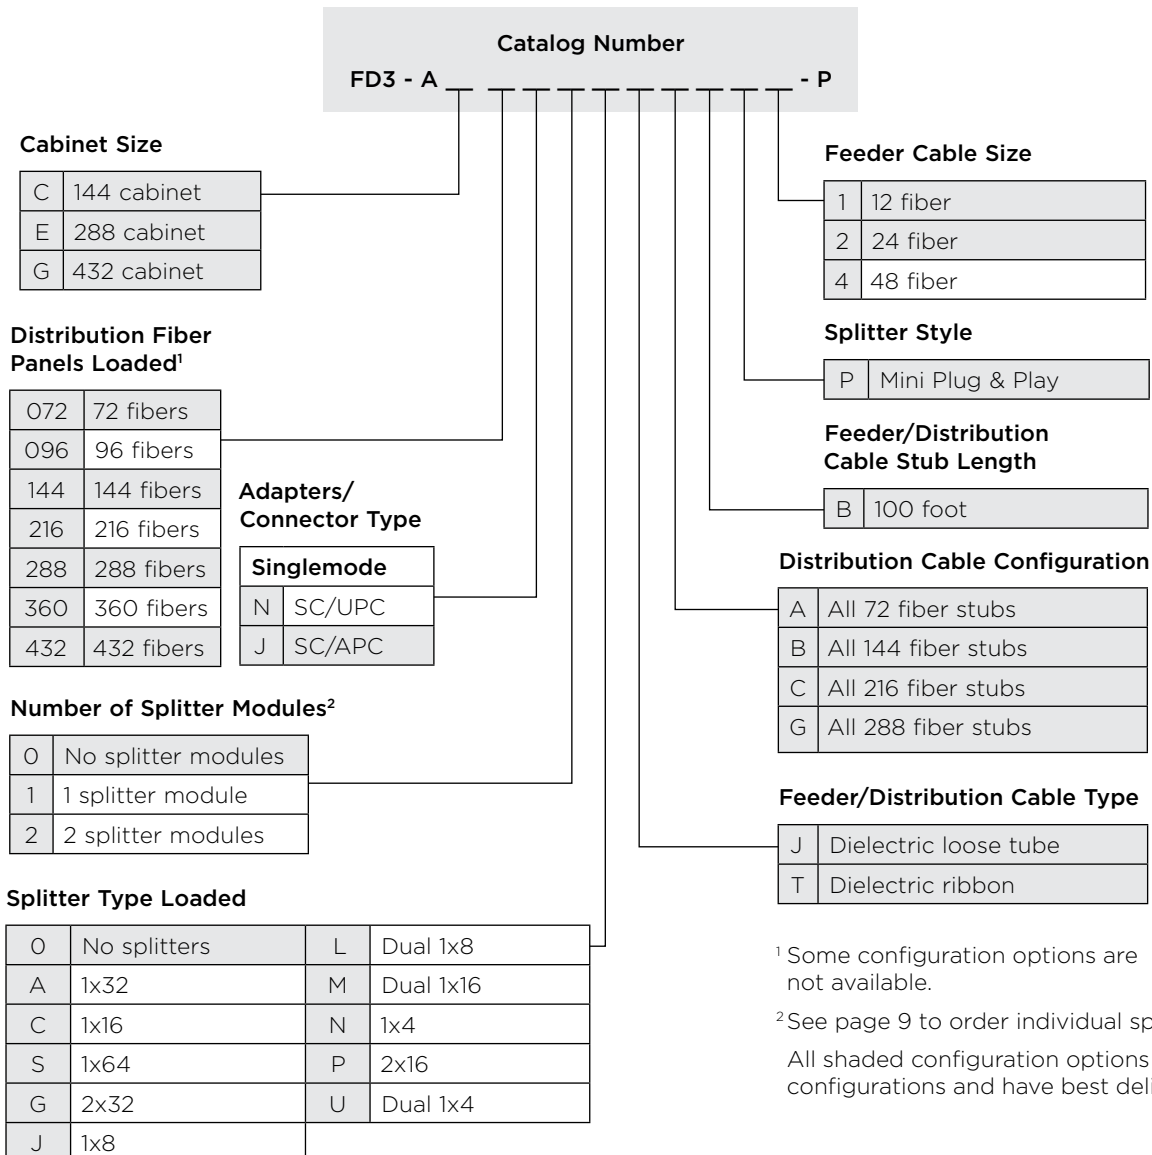 Catalog Number
FD3 - A _ _ _ _ _ _ _ _ _ _ - P
Cabinet Size
C 144 cabinet
E 288 cabinet
G 432 cabinet
Distribution Fiber
Panels Loaded¹
072 72 fibers
096 96 fibers
144 144 fibers
216 216 fibers
288 288 fibers
360 360 fibers
432 432 fibers
Adapters/
Connector Type
Singlemode
N SC/UPC
J SC/APC
Number of Splitter Modules²
0 No splitter modules
1 1 splitter module
2 2 splitter modules
Splitter Type Loaded
0 No splitters L Dual 1x8
A 1x32 M Dual 1x16
C 1x16 N 1x4
S 1x64 P 2x16
G 2x32 U Dual 1x4
J 1x8
Feeder Cable Size
1 12 fiber
2 24 fiber
4 48 fiber
Splitter Style
P Mini Plug & Play
Feeder/Distribution
Cable Stub Length
B 100 foot
Distribution Cable Configuration
A All 72 fiber stubs
B All 144 fiber stubs
C All 216 fiber stubs
G All 288 fiber stubs
Feeder/Distribution Cable Type
J Dielectric loose tube
T Dielectric ribbon
¹ Some configuration options are
not available.
² See page 9 to order individual
All shaded configuration options
configurations and have best